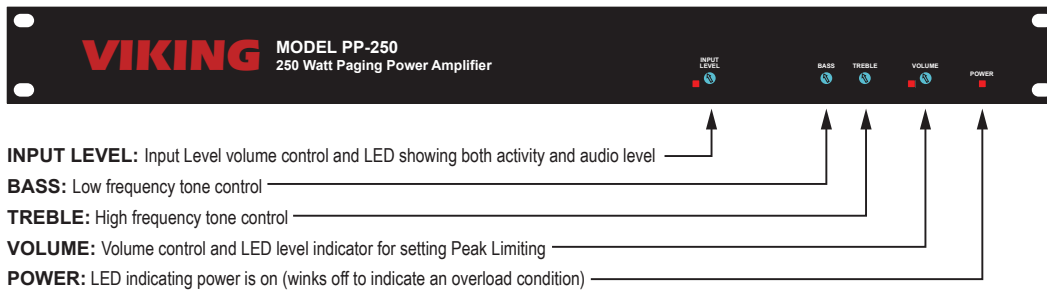 VIKING
MODEL PP-250
250 Watt Paging Power Amplifier
INPUT
LEVEL
BASS
TREBLE
VOLUME
POWER
INPUT LEVEL: Input Level volume control and LED showing both activity and audio level
BASS: Low frequency tone control
TREBLE: High frequency tone control
VOLUME: Volume control and LED level indicator for setting Peak Limiting
POWER: LED indicating power is on (winks off to indicate an overload condition)